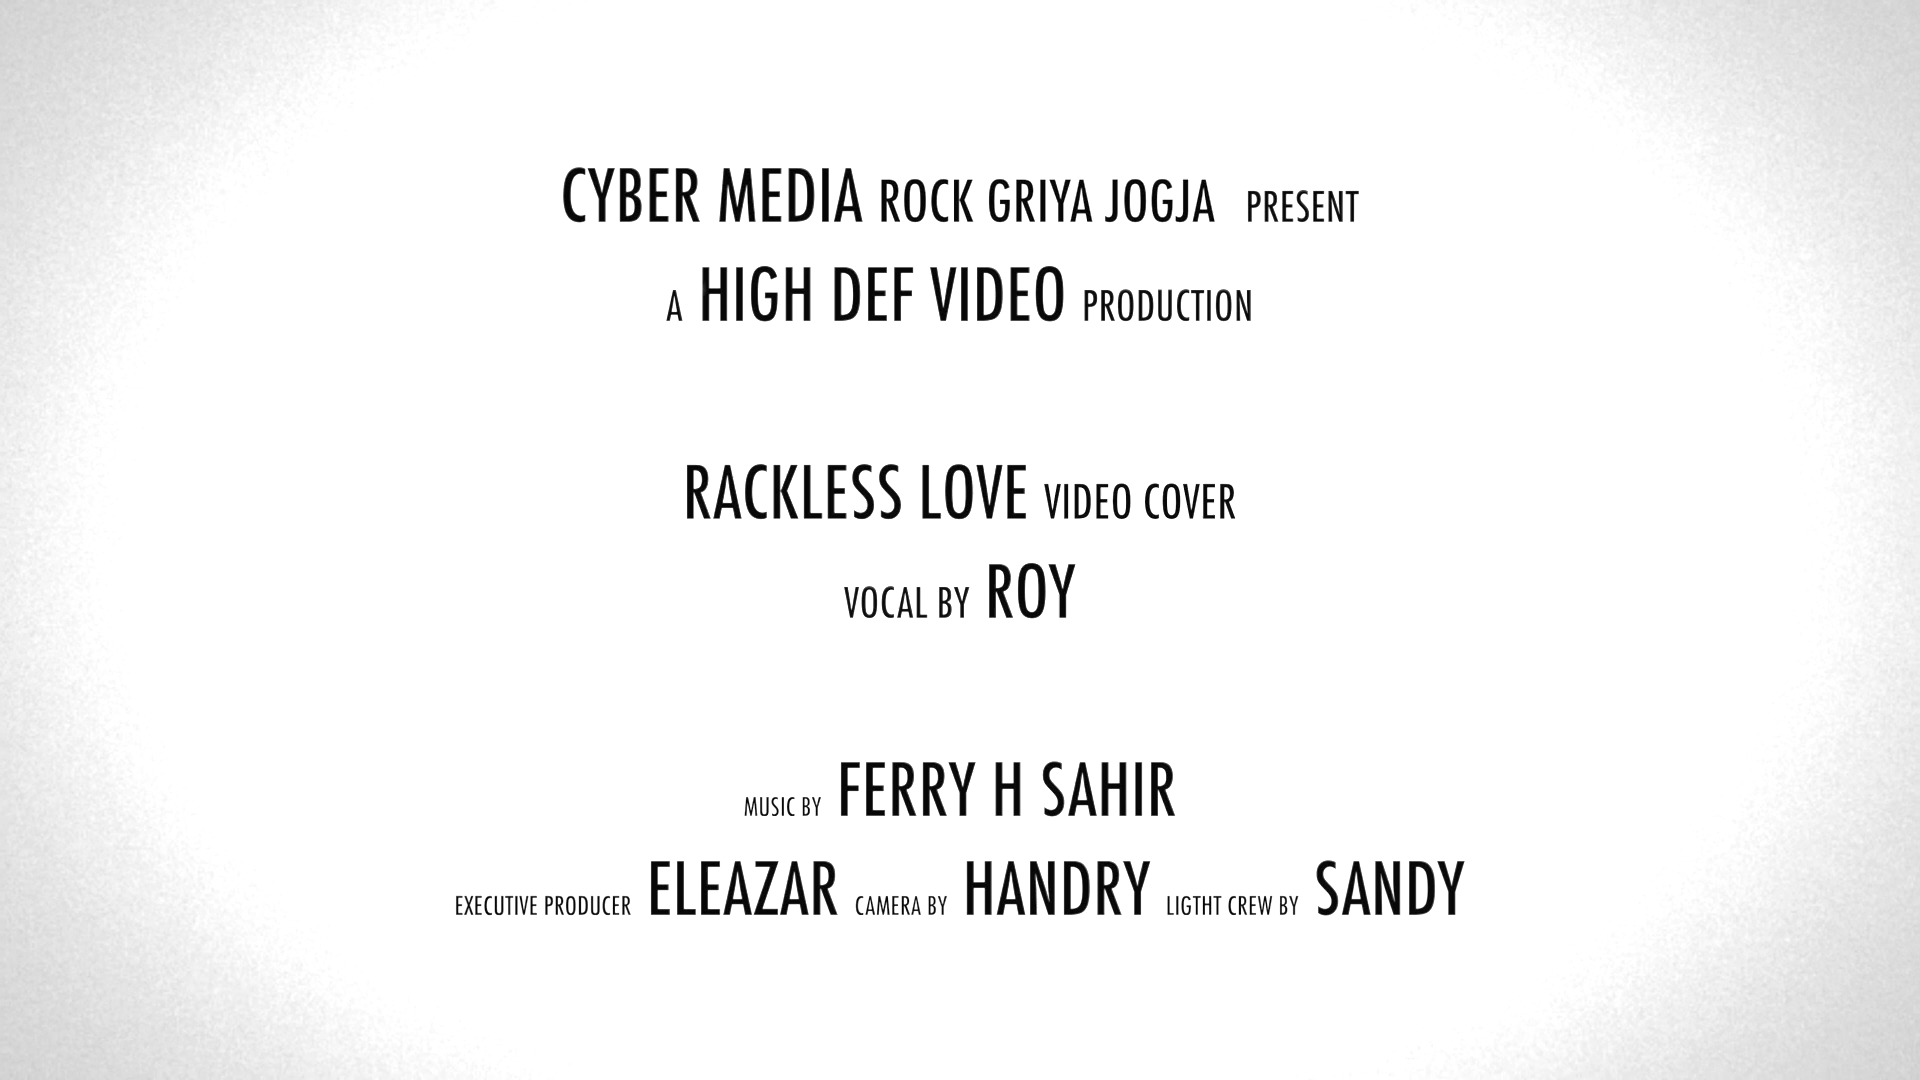 CYBER MEDIA ROCK GRIYA JOGJA PRESENT
A HIGH DEF VIDEO PRODUCTION
RACKLESS LOVE VIDEO COVER
VOCAL BY ROY
MUSIC BY FERRY H SAHIR
EXECUTIVE PRODUCER ELEAZAR CAMERA BY HANDRY LIGTHT CREW BY SANDY